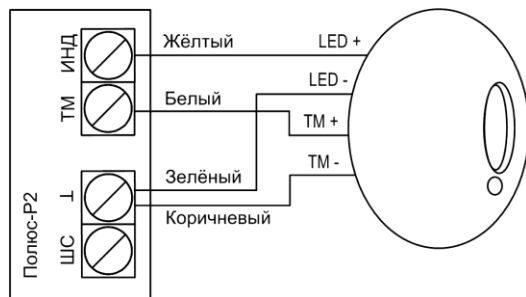 ИНД
Жёлтый
LED +
LED -
ТМ
Белый
TM +
TM -
⊥
Зелёный
Коричневый
ШС
Полюс-Р2